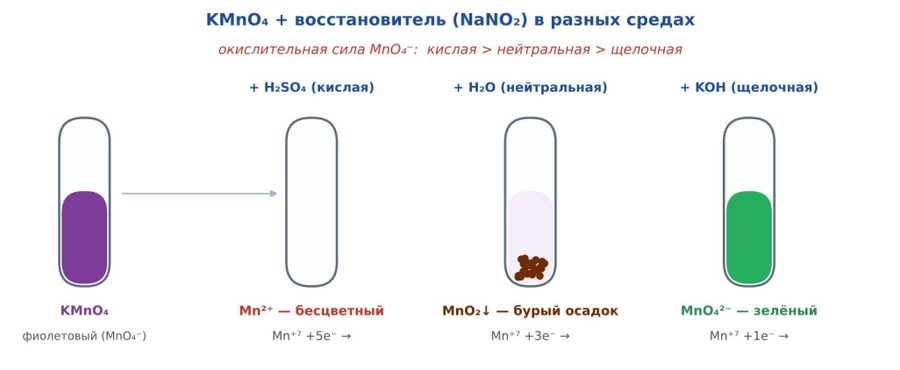 KMnO₄ + восстановитель (NaNO₂) в разных средах
окислительная сила MnO₄⁻: кислая > нейтральная > щелочная
+ H₂SO₄ (кислая)
+ H₂O (нейтральная)
+ KOH (щелочная)
KMnO₄
Mn²⁺ — бесцветный
MnO₂↓ — бурый осадок
MnO₄²⁻ — зелёный
фиолетовый (MnO₄⁻)
Mn⁺⁷ +5e⁻ →
Mn⁺⁷ +3e⁻ →
Mn⁺⁷ +1e⁻ →